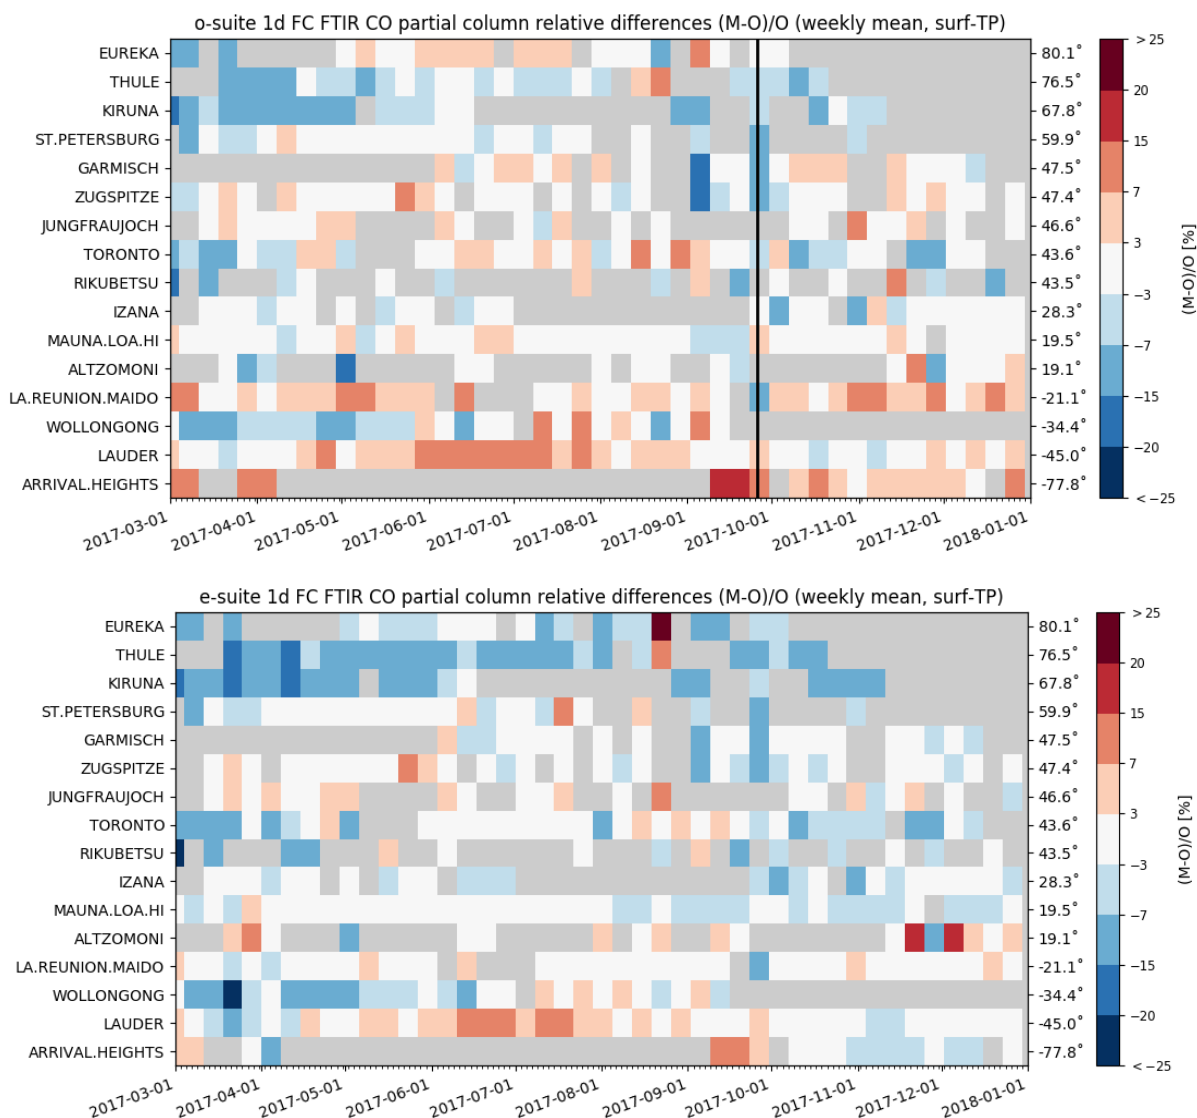 o-suite 1d FC FTIR CO partial column relative differences (M-O)/O (weekly mean, surf-TP)
EUREKA 80.1˚
THULE 76.5˚
KIRUNA 67.8˚
ST.PETERSBURG 59.9˚
GARMISCH 47.5˚
ZUGSPITZE 47.4˚
JUNGFRAUJOCH 46.6˚
TORONTO 43.6˚
RIKUBETSU 43.5˚
IZANA 28.3˚
MAUNA.LOA.HI 19.5˚
ALTZOMONI 19.1˚
LA.REUNION.MAIDO -21.1˚
WOLLONGONG -34.4˚
LAUDER -45.0˚
ARRIVAL.HEIGHTS -77.8˚
2017-03-01 2017-04-01 2017-05-01 2017-06-01 2017-07-01 2017-08-01 2017-09-01 2017-10-01 2017-11-01 2017-12-01 2018-01-01
>25
20
15
7
3
−3
−7
−15
−20
<−25
(M-O)/O [%]
e-suite 1d FC FTIR CO partial column relative differences (M-O)/O (weekly mean, surf-TP)
EUREKA 80.1˚
THULE 76.5˚
KIRUNA 67.8˚
ST.PETERSBURG 59.9˚
GARMISCH 47.5˚
ZUGSPITZE 47.4˚
JUNGFRAUJOCH 46.6˚
TORONTO 43.6˚
RIKUBETSU 43.5˚
IZANA 28.3˚
MAUNA.LOA.HI 19.5˚
ALTZOMONI 19.1˚
LA.REUNION.MAIDO -21.1˚
WOLLONGONG -34.4˚
LAUDER -45.0˚
ARRIVAL.HEIGHTS -77.8˚
2017-03-01 2017-04-01 2017-05-01 2017-06-01 2017-07-01 2017-08-01 2017-09-01 2017-10-01 2017-11-01 2017-12-01 2018-01-01
>25
20
15
7
3
−3
−7
−15
−20
<−25
(M-O)/O [%]